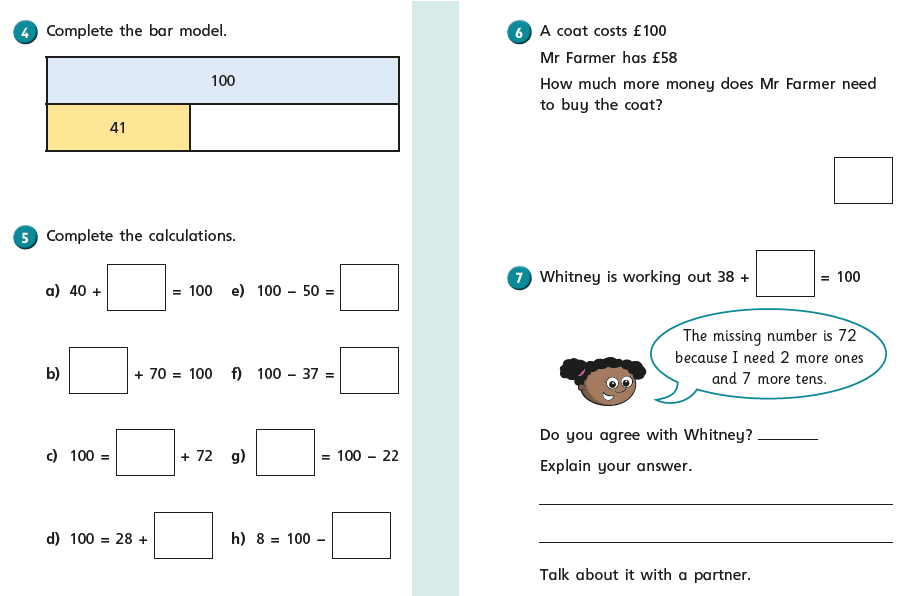 4 Complete the bar model.
100
41
5 Complete the calculations.
a) 40 + = 100 e) 100 − 50 =
b) + 70 = 100 f) 100 − 37 =
c) 100 = + 72 g) = 100 − 22
d) 100 = 28 + h) 8 = 100 −
6 A coat costs £100
Mr Farmer has £58
How much more money does Mr Farmer need
to buy the coat?
7 Whitney is working out 38 + = 100
The missing number is 72
because I need 2 more ones
and 7 more tens.
Do you agree with Whitney?
Explain your answer.
Talk about it with a partner.